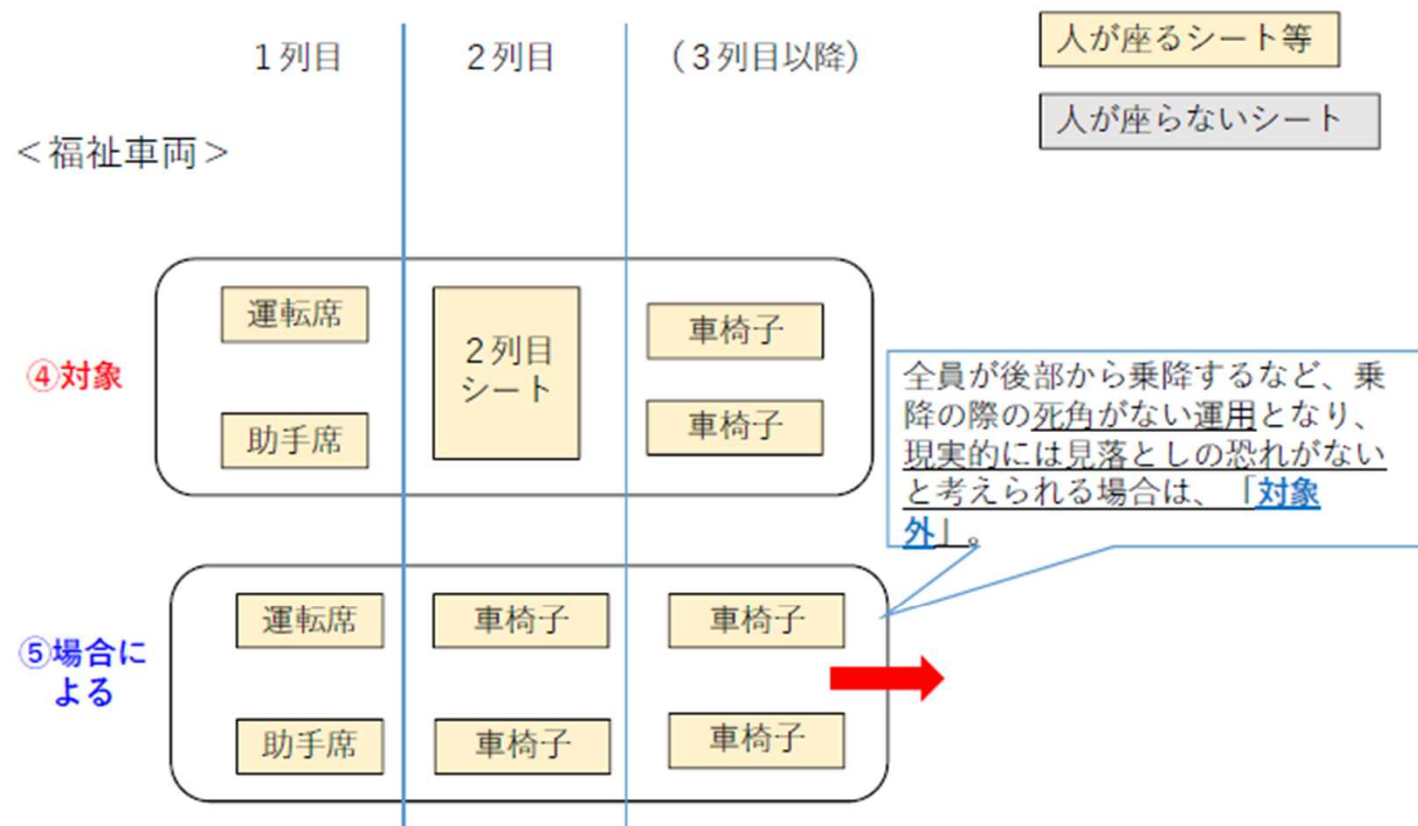 1列目
2列目
（3列目以降）
人が座るシート等
人が座らないシート
＜福祉車両＞
④対象
運転席
助手席
2列目
シート
車椅子
車椅子
全員が後部から乗降するなど、乗
降の際の死角がない運用となり、
現実的には見落としの恐れがない
と考えられる場合は、「対象
外」。
⑤場合に
よる
運転席
助手席
車椅子
車椅子
車椅子
車椅子